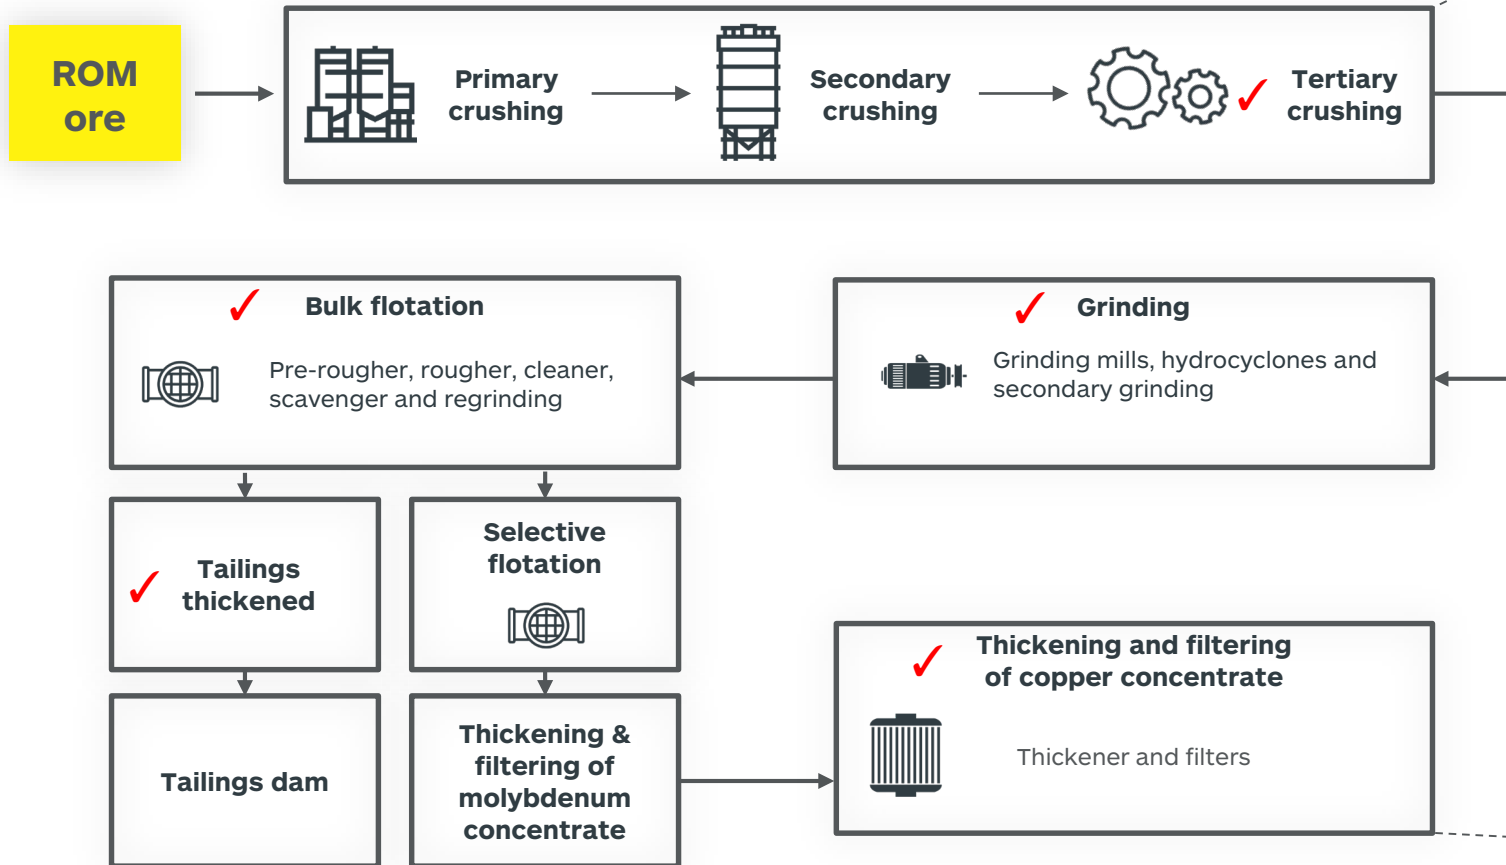 ROM
ore
Primary
crushing
Secondary
crushing
Tertiary
crushing
Bulk flotation
Pre-rougher, rougher, cleaner,
scavenger and regrinding
Grinding
Grinding mills, hydrocyclones and
secondary grinding
Tailings
thickened
Selective
flotation
Tailings dam
Thickening &
filtering of
molybdenum
concentrate
Thickening and filtering
of copper concentrate
Thickener and filters